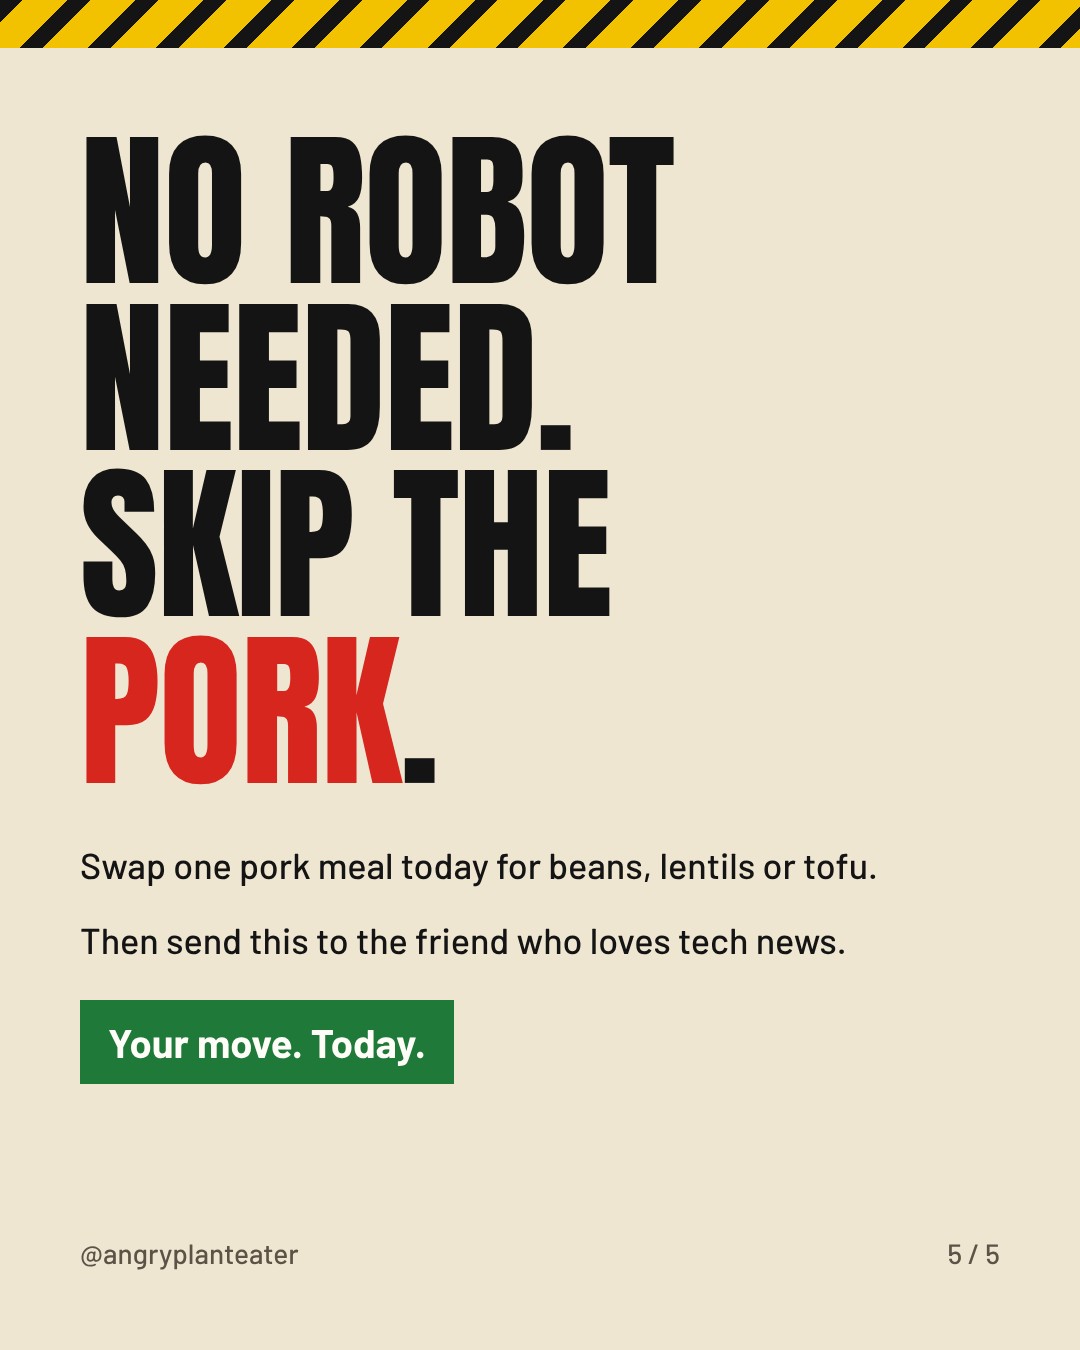 NO ROBOT
NEEDED.
SKIP THE
PORK.
Swap one pork meal today for beans, lentils or tofu.
Then send this to the friend who loves tech news.
Your move. Today.
@angryplanteater
5 / 5